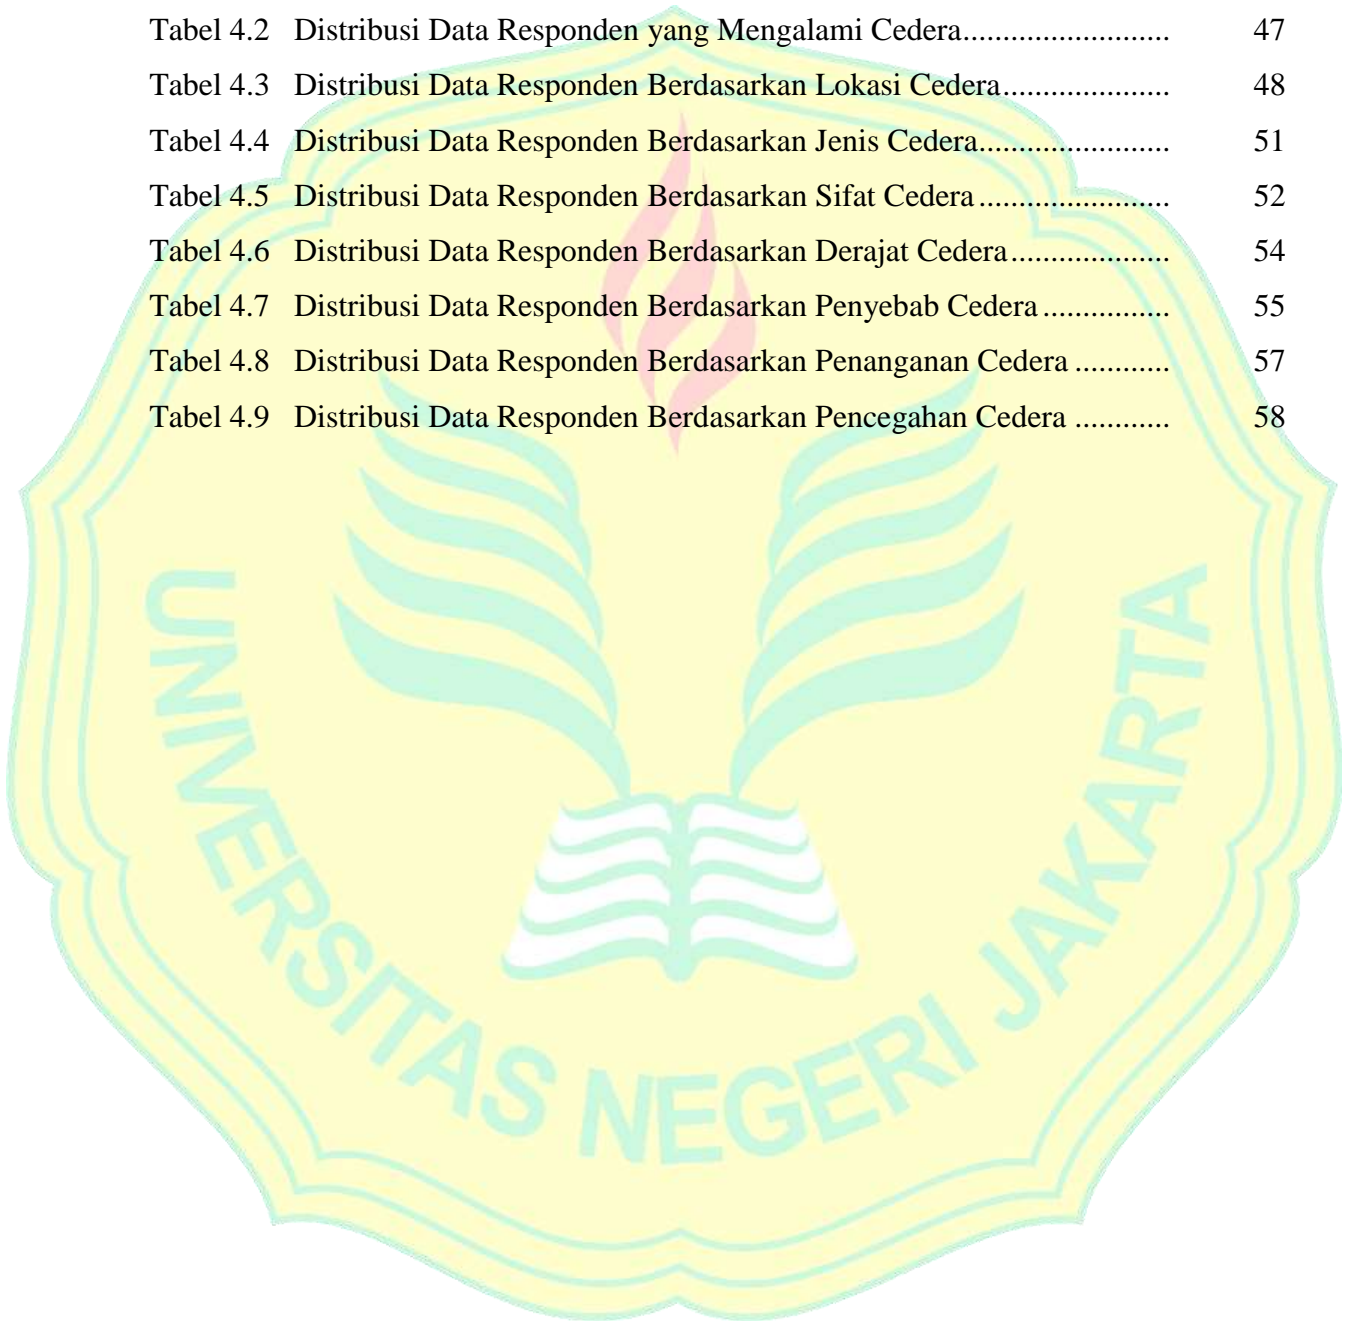 Tabel 4.2 Distribusi Data Responden yang Mengalami Cedera......................... 47
Tabel 4.3 Distribusi Data Responden Berdasarkan Lokasi Cedera.................... 48
Tabel 4.4 Distribusi Data Responden Berdasarkan Jenis Cedera....................... 51
Tabel 4.5 Distribusi Data Responden Berdasarkan Sifat Cedera....................... 52
Tabel 4.6 Distribusi Data Responden Berdasarkan Derajat Cedera................... 54
Tabel 4.7 Distribusi Data Responden Berdasarkan Penyebab Cedera................ 55
Tabel 4.8 Distribusi Data Responden Berdasarkan Penanganan Cedera ............ 57
Tabel 4.9 Distribusi Data Responden Berdasarkan Pencegahan Cedera ............ 58
UNIVERSITAS NEGERI JAKARTA